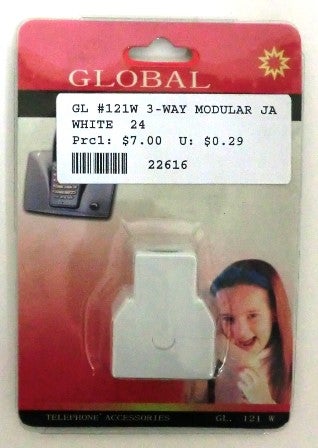 GLOBAL
GL #121W 3-WAY MODULAR JA
WHITE 24
Prcl: $7.00 U: $0.29
22616
TELEPHONE ACCESSORIES GL. 121 W